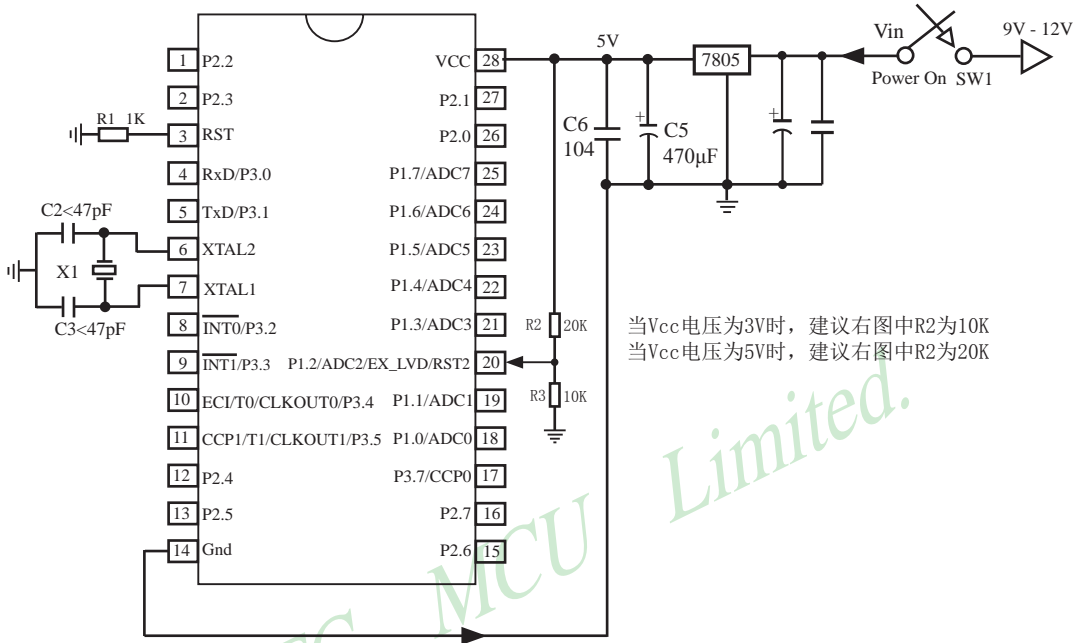 1 P2.2
2 P2.3
R1 1K
3 RST
4 RxD/P3.0
5 TxD/P3.1
C2<47pF
6 XTAL2
X1
7 XTAL1
C3<47pF
8 INT0/P3.2
9 INT1/P3.3
10 ECI/T0/CLKOUT0/P3.4
11 CCP1/T1/CLKOUT1/P3.5
12 P2.4
13 P2.5
14 Gnd
VCC 28
P2.1 27
P2.0 26
P1.7/ADC7 25
P1.6/ADC6 24
P1.5/ADC5 23
P1.4/ADC4 22
P1.3/ADC3 21
P1.2/ADC2/EX_LVD/RST2 20
P1.1/ADC1 19
P1.0/ADC0 18
P3.7/CCP0 17
P2.7 16
P2.6 15
R2 20K
R3 10K
5V
7805
Vin
9V - 12V
Power On SW1
C6
104
+
C5
470μF
+
当Vcc电压为3V时，建议右图中R2为10K
当Vcc电压为5V时，建议右图中R2为20K
MCU Limited.